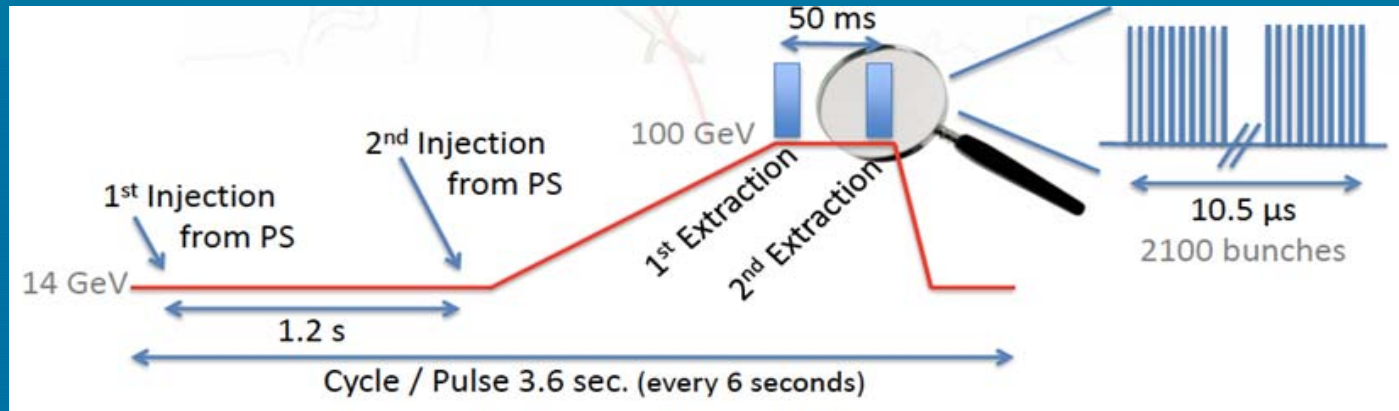 50 ms
100 GeV
2nd Injection
from PS
1st Injection
from PS
14 GeV
1st Extraction
2nd Extraction
10.5 µs
2100 bunches
1.2 s
Cycle / Pulse 3.6 sec. (every 6 seconds)